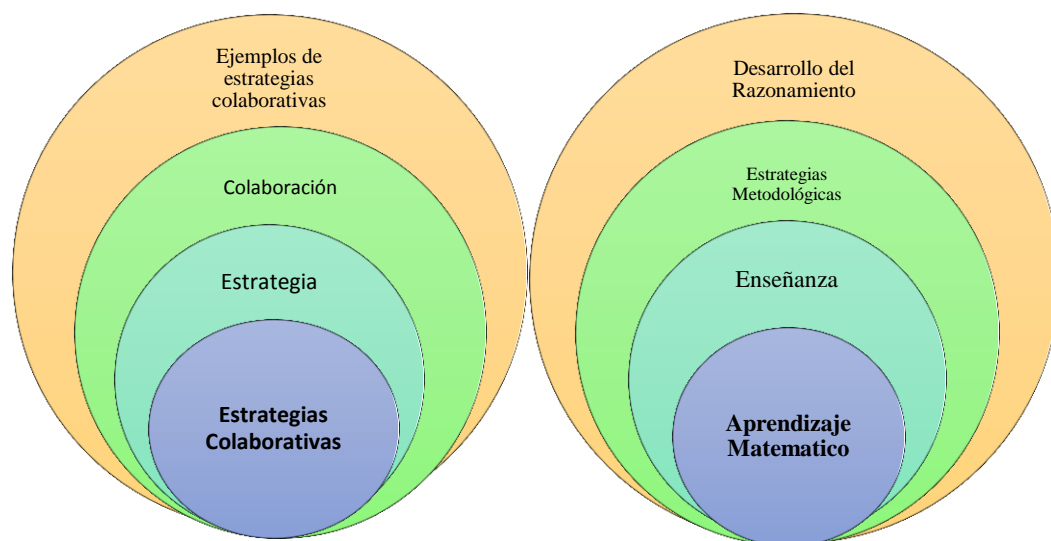 Ejemplos de
estrategias
colaborativas
Colaboración
Estrategia
Estrategias
Colaborativas
Desarrollo del
Razonamiento
Estrategias
Metodológicas
Enseñanza
Aprendizaje
Matematico